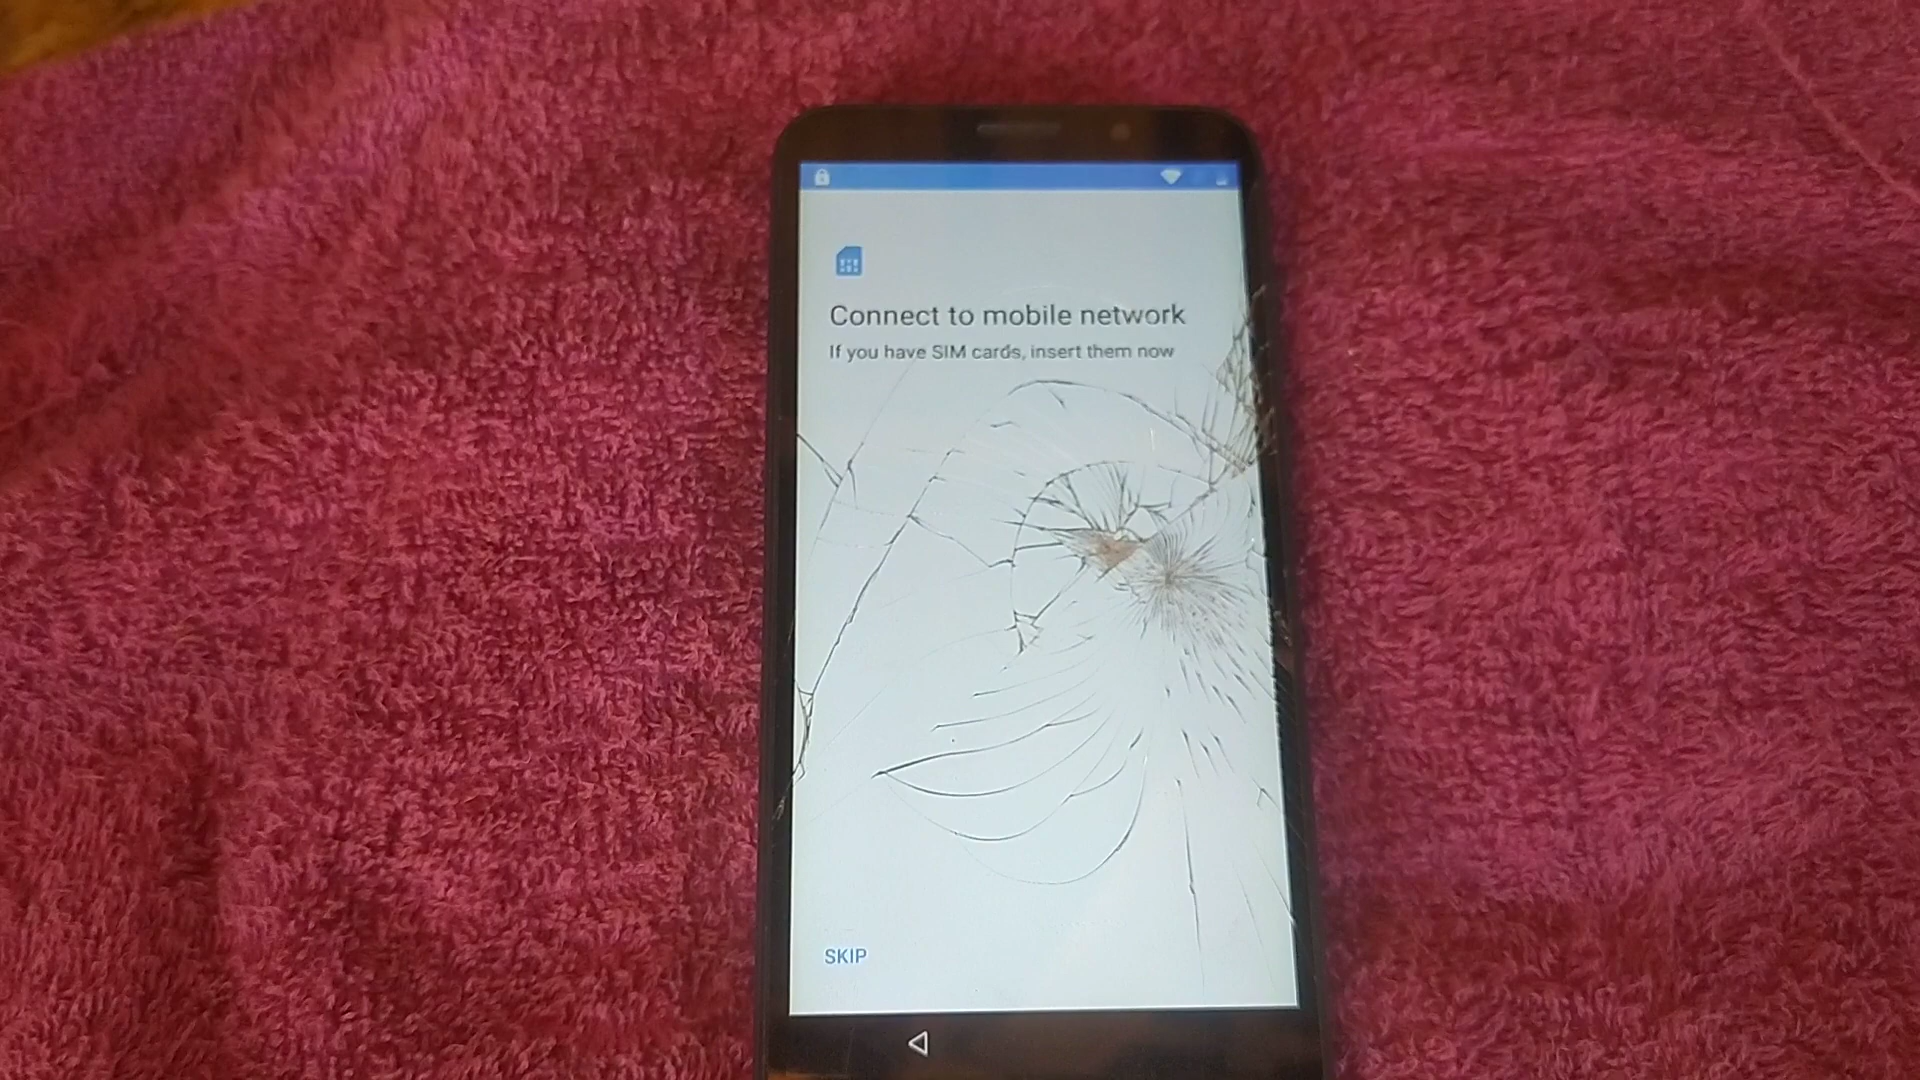 Connect to mobile network
If you have SIM cards, insert them now
SKIP